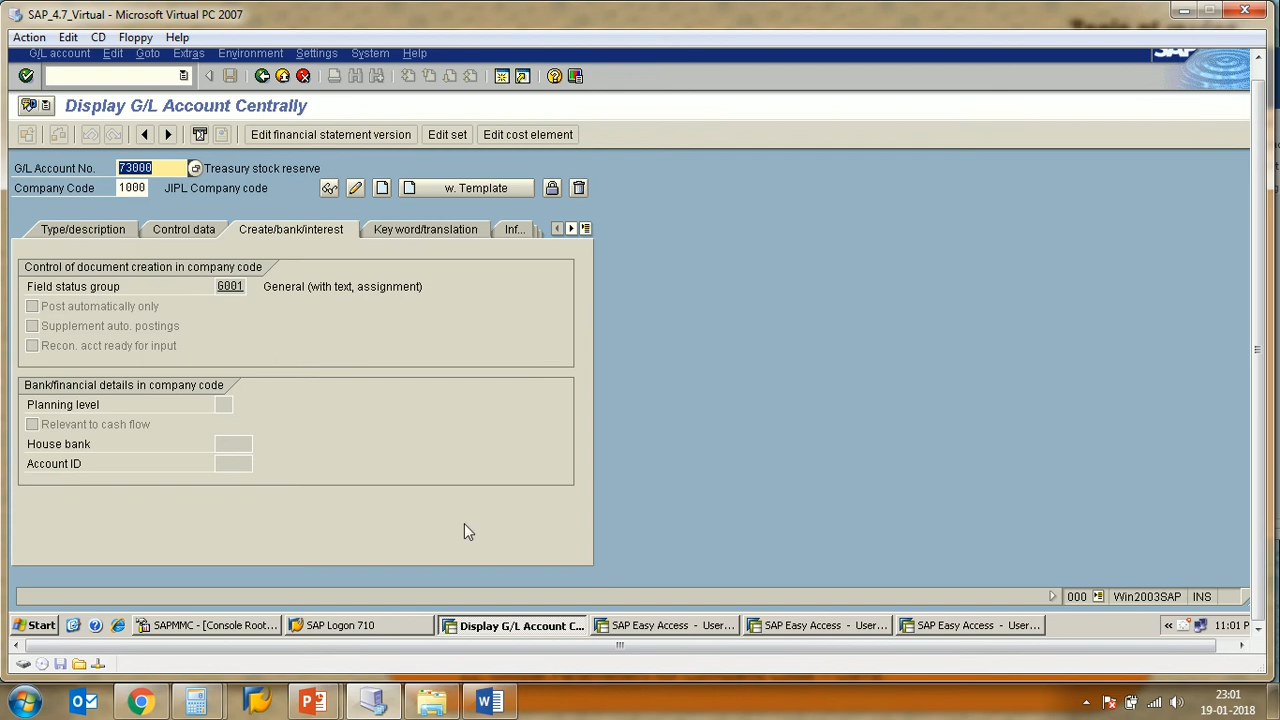 SAP_4.7_Virtual - Microsoft Virtual PC 2007
Action Edit CD Floppy Help
G/L account Edit Goto Extras Environment Settings System Help
SAP
Display G/L Account Centrally
Edit financial statement version Edit set Edit cost element
G/L Account No. 73000 Treasury stock reserve
Company Code 1000 JIPL Company code w. Template
Type/description Control data Create/bank/interest Key word/translation Inf...
Control of document creation in company code
Field status group G001 General (with text, assignment)
Post automatically only
Supplement auto. postings
Recon. acct ready for input
Bank/financial details in company code
Planning level
Relevant to cash flow
House bank
Account ID
000 Win2003SAP INS
Start SAPMMC - [Console Root... SAP Logon 710 Display G/L Account C... SAP Easy Access - User... SAP Easy Access - User... SAP Easy Access - User... 11:01 P
23:01
19-01-2018